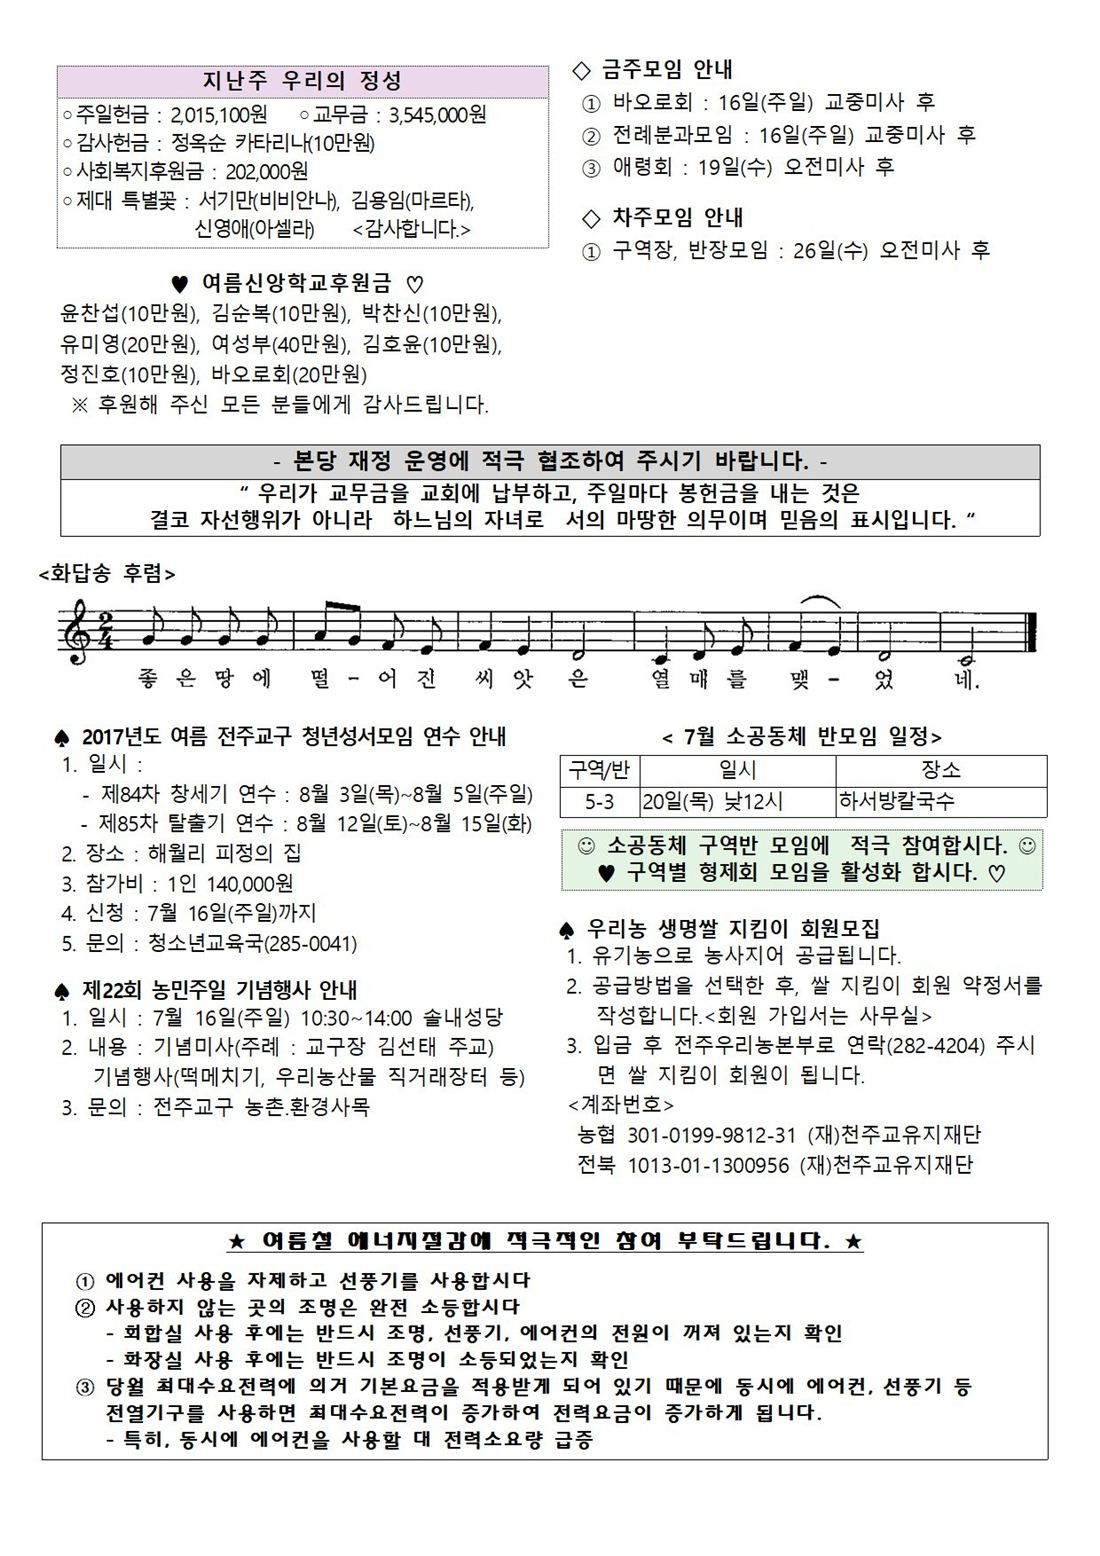 지난주 우리의 정성
○주일헌금 : 2,015,100원 ○교무금 : 3,545,000원
○감사헌금 : 정옥순 카타리나(10만원)
○사회복지후원금 : 202,000원
○제대 특별꽃 : 서기만(비비안나), 김용임(마르타),
신영애(아셀라) <감사합니다.>
♥ 여름신앙학교후원금 ♡
윤찬섭(10만원), 김순복(10만원), 박찬신(10만원),
유미영(20만원), 여성부(40만원), 김호윤(10만원),
정진호(10만원), 바오로회(20만원)
※ 후원해 주신 모든 분들에게 감사드립니다.
◇ 금주모임 안내
① 바오로회 : 16일(주일) 교중미사 후
② 전례분과모임 : 16일(주일) 교중미사 후
③ 애령회 : 19일(수) 오전미사 후
◇ 차주모임 안내
① 구역장, 반장모임 : 26일(수) 오전미사 후
- 본당 재정 운영에 적극 협조하여 주시기 바랍니다. -
“ 우리가 교무금을 교회에 납부하고, 주일마다 봉헌금을 내는 것은
결코 자선행위가 아니라 하느님의 자녀로 서의 마땅한 의무이며 믿음의 표시입니다. “
<화답송 후렴>
2
4
좋 은 땅 에 떨 - 어 진 씨 앗 은 열 매 를 맺 - 었 네.
♠ 2017년도 여름 전주교구 청년성서모임 연수 안내
1. 일시 :
- 제84차 창세기 연수 : 8월 3일(목)~8월 5일(주일)
- 제85차 탈출기 연수 : 8월 12일(토)~8월 15일(화)
2. 장소 : 해월리 피정의 집
3. 참가비 : 1인 140,000원
4. 신청 : 7월 16일(주일)까지
5. 문의 : 청소년교육국(285-0041)
♠ 제22회 농민주일 기념행사 안내
1. 일시 : 7월 16일(주일) 10:30~14:00 솔내성당
2. 내용 : 기념미사(주례 : 교구장 김선태 주교)
기념행사(떡메치기, 우리농산물 직거래장터 등)
3. 문의 : 전주교구 농촌.환경사목
< 7월 소공동체 반모임 일정>
구역/반 일시 장소
5-3 20일(목) 낮12시 하서방칼국수
☺ 소공동체 구역반 모임에 적극 참여합시다. ☺
♥ 구역별 형제회 모임을 활성화 합시다. ♡
♠ 우리농 생명쌀 지킴이 회원모집
1. 유기농으로 농사지어 공급됩니다.
2. 공급방법을 선택한 후, 쌀 지킴이 회원 약정서를
작성합니다.<회원 가입서는 사무실>
3. 입금 후 전주우리농본부로 연락(282-4204) 주시
면 쌀 지킴이 회원이 됩니다.
<계좌번호>
농협 301-0199-9812-31 (재)천주교유지재단
전북 1013-01-1300956 (재)천주교유지재단
★ 여름철 에너지절감에 적극적인 참여 부탁드립니다. ★
① 에어컨 사용을 자제하고 선풍기를 사용합시다
② 사용하지 않는 곳의 조명은 완전 소등합시다
- 회합실 사용 후에는 반드시 조명, 선풍기, 에어컨의 전원이 꺼져 있는지 확인
- 화장실 사용 후에는 반드시 조명이 소등되었는지 확인
③ 당월 최대수요전력에 의거 기본요금을 적용받게 되어 있기 때문에 동시에 에어컨, 선풍기 등
전열기구를 사용하면 최대수요전력이 증가하여 전력요금이 증가하게 됩니다.
- 특히, 동시에 에어컨을 사용할 대 전력소요량 급증